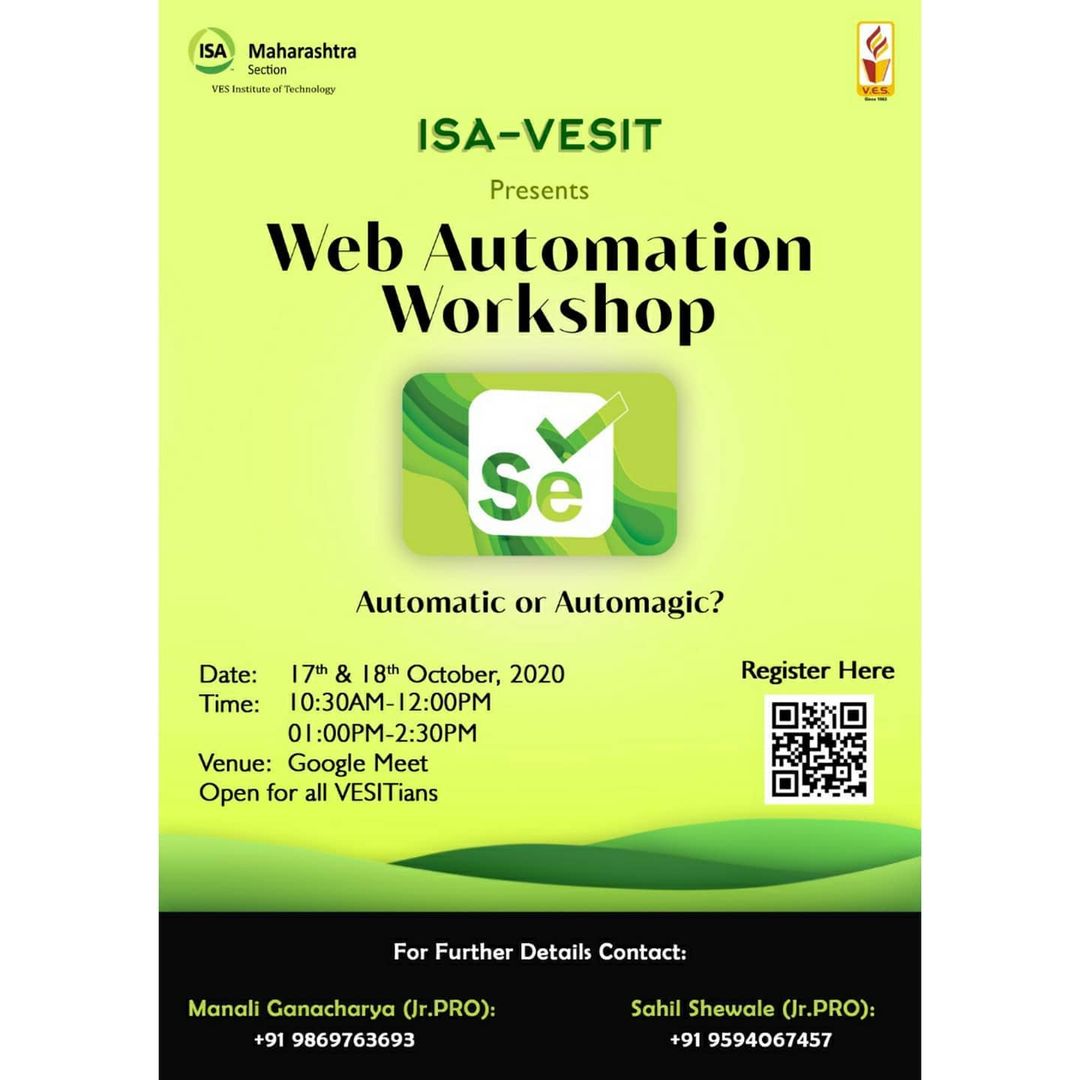 ISA Maharashtra
Section
VES Institute of Technology
V.E.S.
Since 1962
ISA-VESIT
Presents
Web Automation
Workshop
Se
Automatic or Automagic?
Date: 17th & 18th October, 2020
Time: 10:30AM-12:00PM
01:00PM-2:30PM
Venue: Google Meet
Open for all VESITians
Register Here
For Further Details Contact:
Manali Ganacharya (Jr.PRO):
+91 9869763693
Sahil Shewale (Jr.PRO):
+91 9594067457